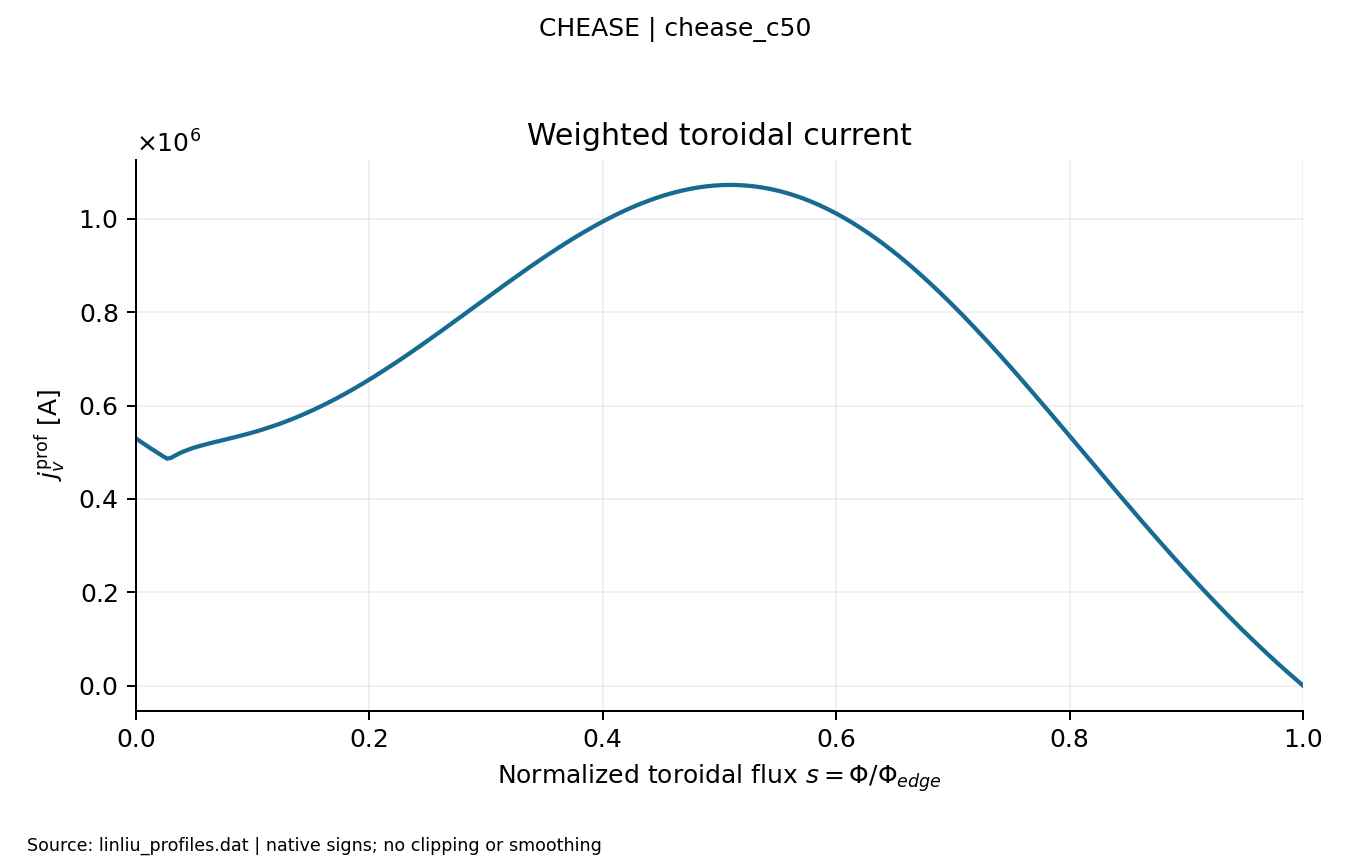 CHEASE | chease_c50
Weighted toroidal current
×10⁶
1.0
0.8
0.6
0.4
0.2
0.0
j_v^prof [A]
0.0 0.2 0.4 0.6 0.8 1.0
Normalized toroidal flux s = Φ/Φ_edge
Source: linliu_profiles.dat | native signs; no clipping or smoothing